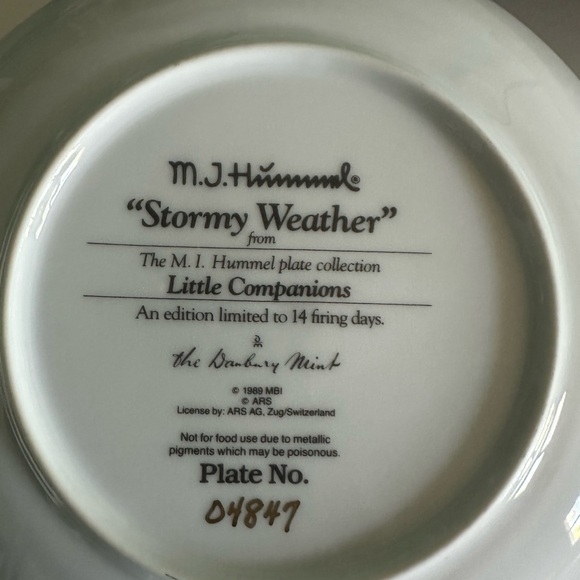 M.J.Hummel®
“Stormy Weather”
from
The M. I. Hummel plate collection
Little Companions
An edition limited to 14 firing days.
DM
the Danbury Mint
© 1989 MBI
© ARS
License by: ARS AG, Zug/Switzerland
Not for food use due to metallic
pigments which may be poisonous.
Plate No.
04847